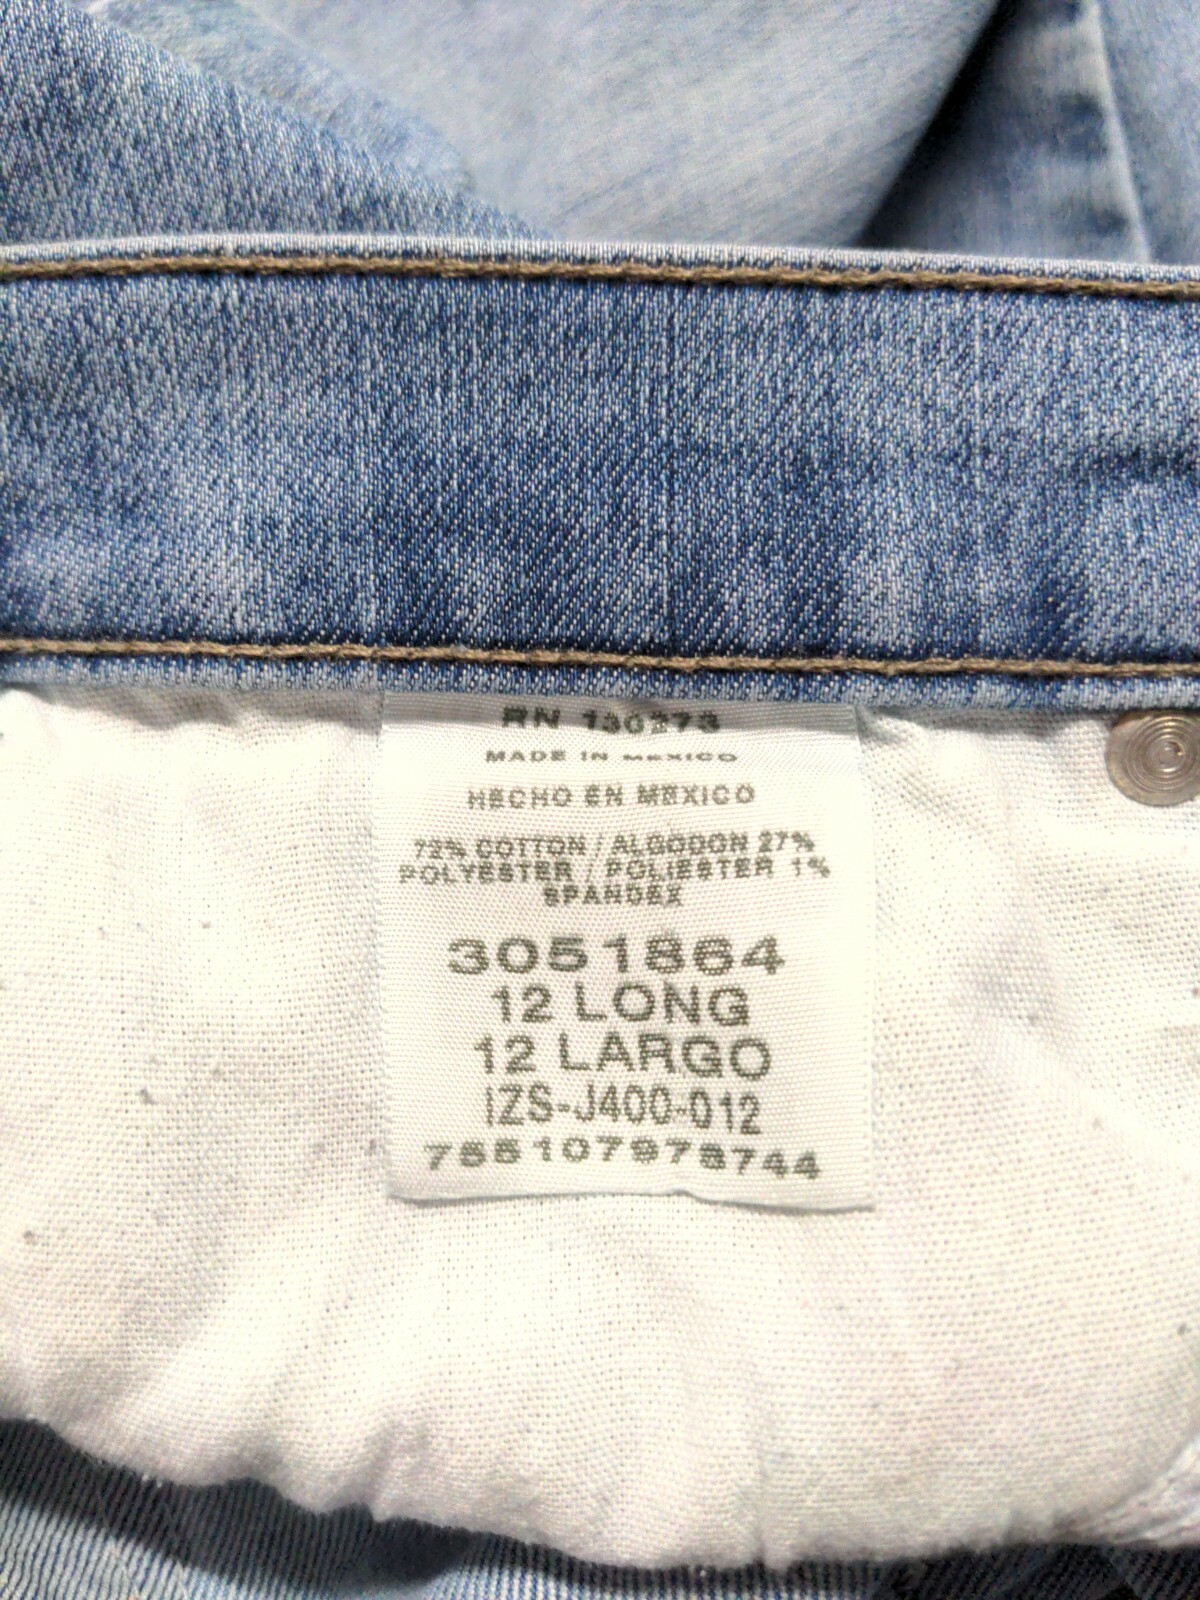 RN 130273
MADE IN MEXICO
HECHO EN MEXICO
72% COTTON / ALGODON 27%
POLYESTER / POLIESTER 1%
SPANDEX
3051864
12 LONG
12 LARGO
IZS-J400-012
755107978744